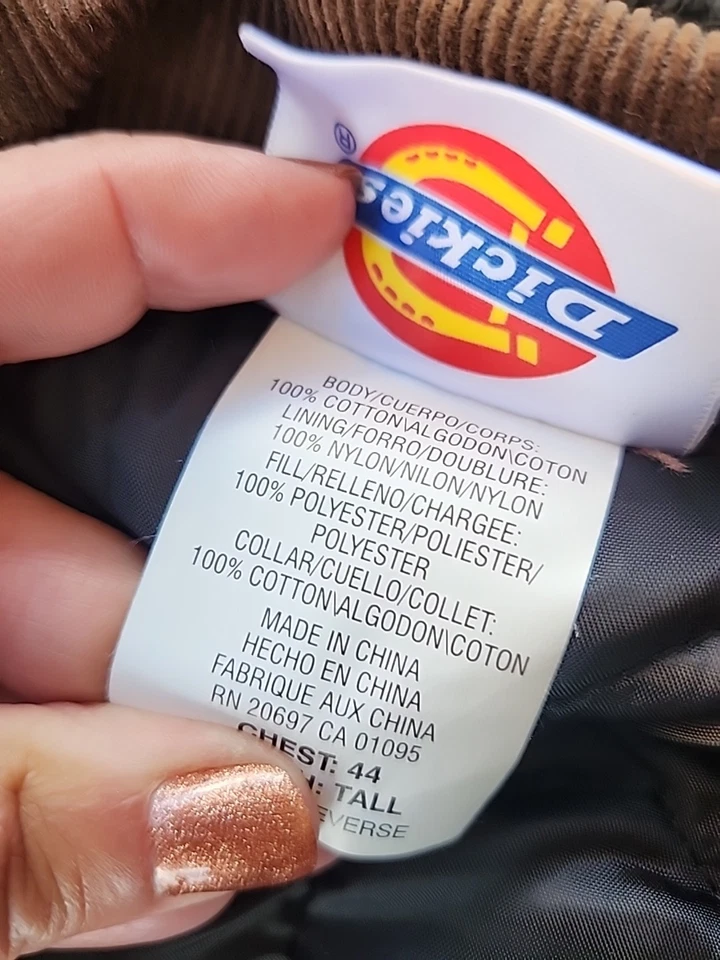 Dickies®
BODY/CUERPO/CORPS:
100% COTTON\ALGODON\COTON
LINING/FORRO/DOUBLURE:
100% NYLON/NILON/NYLON
FILL/RELLENO/CHARGEE:
100% POLYESTER/POLIESTER/
POLYESTER
COLLAR/CUELLO/COLLET:
100% COTTON\ALGODON\COTON
MADE IN CHINA
HECHO EN CHINA
FABRIQUE AUX CHINA
RN 20697 CA 01095
CHEST: 44
TALL